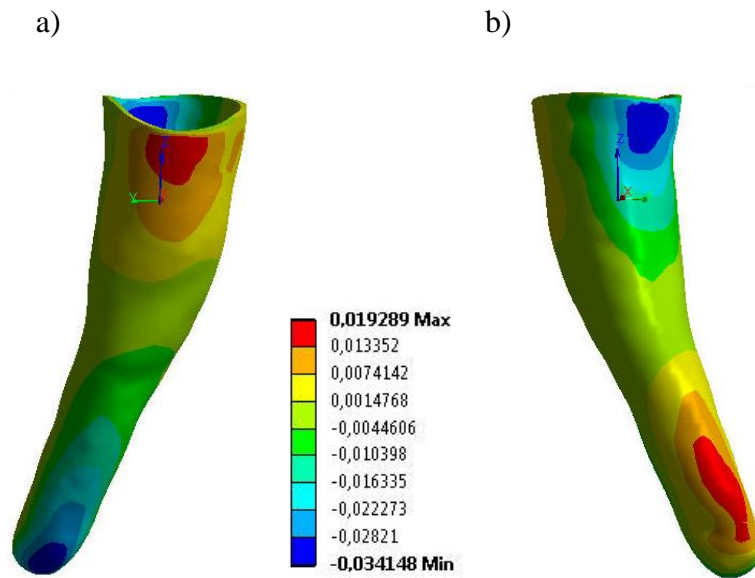 a)
b)
Y
Z
X
0,019289 Max
0,013352
0,0074142
0,0014768
-0,0044606
-0,010398
-0,016335
-0,022273
-0,02821
-0,034148 Min